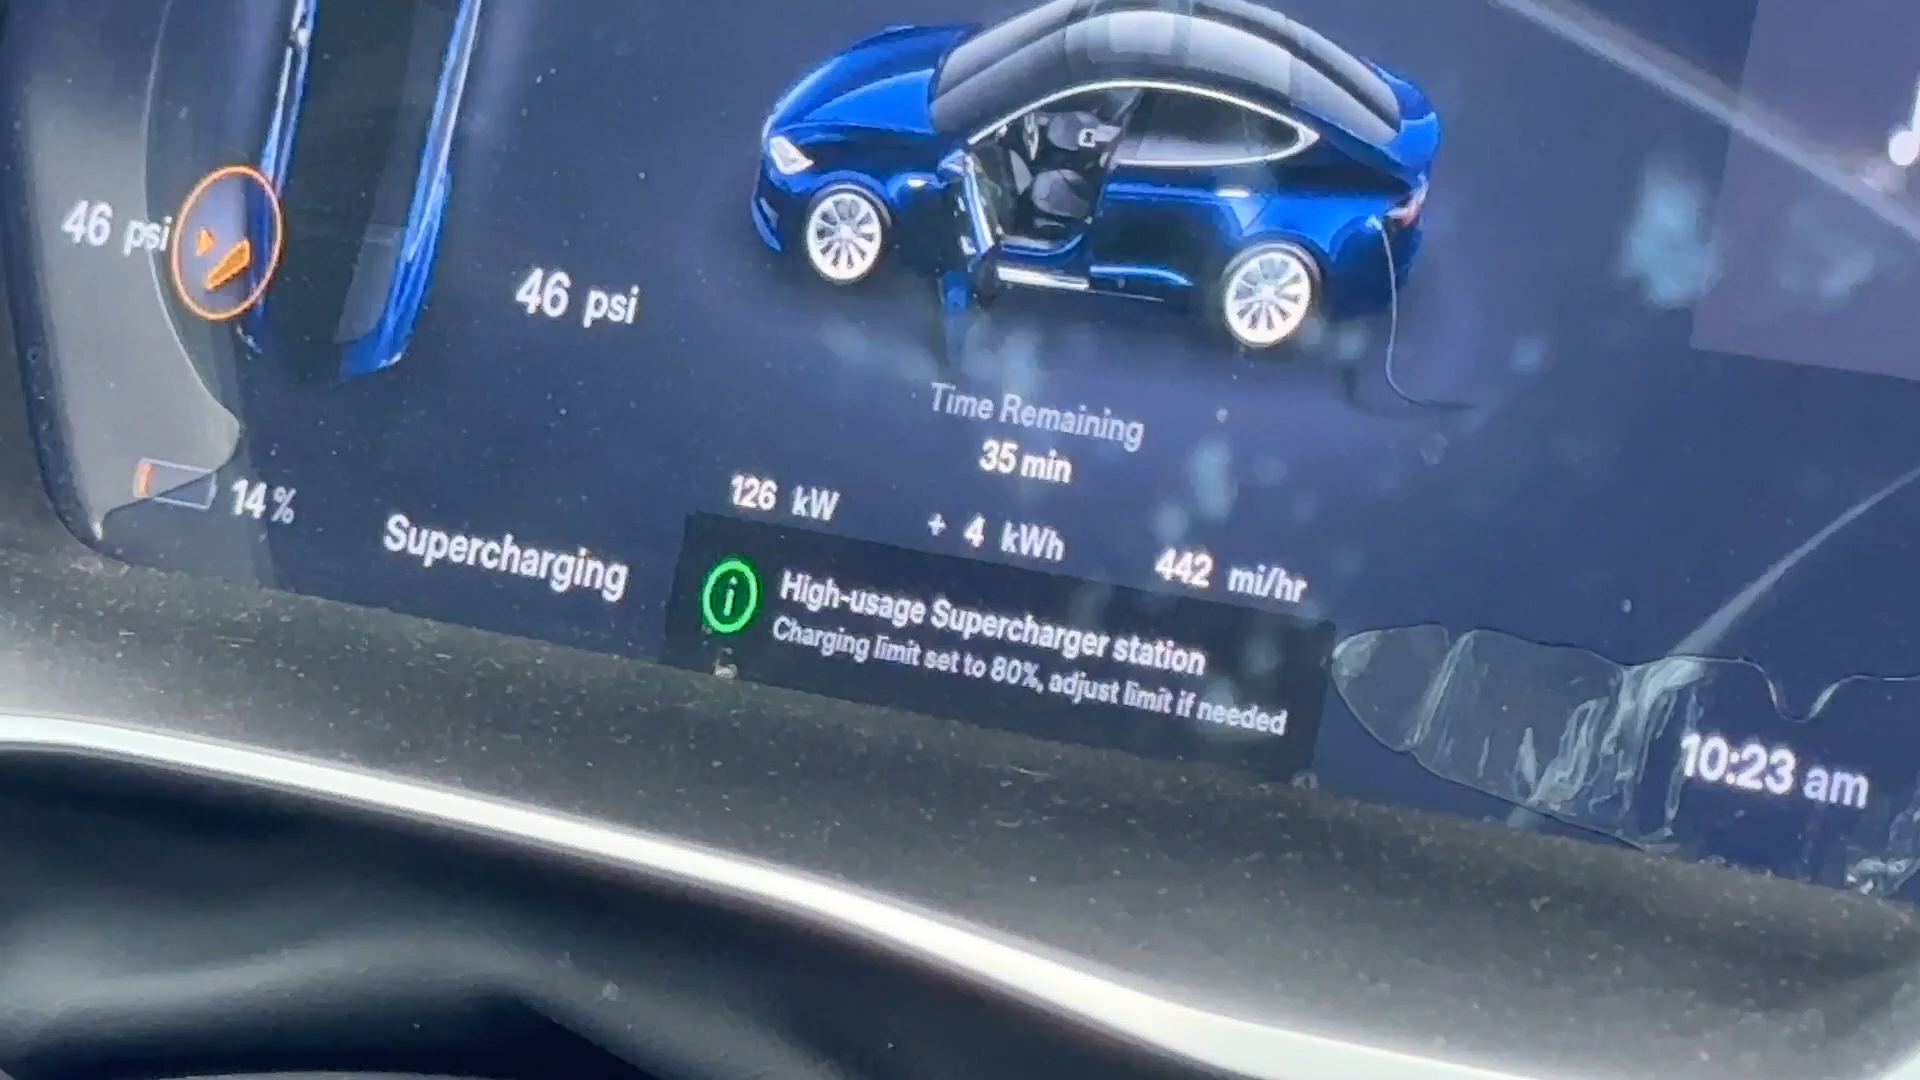 46 psi
46 psi
Time Remaining
35 min
126 kW
+ 4 kWh
442 mi/hr
14%
Supercharging
High-usage Supercharger station
Charging limit set to 80%, adjust limit if needed
10:23 am